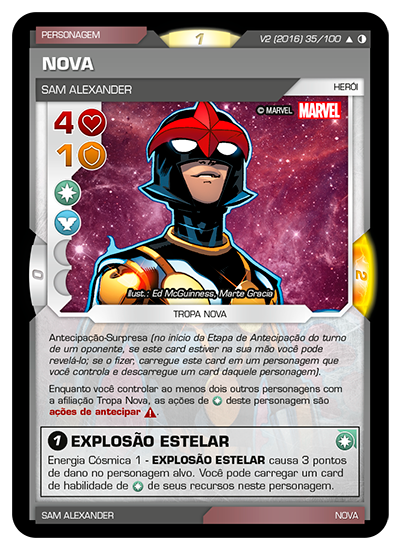 PERSONAGEM
1
V2 (2016) 35/100
NOVA
SAM ALEXANDER
HERÓI
4
© MARVEL MARVEL
1
0
2
Ilust.: Ed McGuinness, Marte Gracia
TROPA NOVA
Antecipação-Surpresa (no início da Etapa de Antecipação do turno
de um oponente, se este card estiver na sua mão você pode
revelá-lo; se o fizer, carregue este card em um personagem que
você controla e descarregue um card daquele personagem).
Enquanto você controlar ao menos dois outros personagens com
a afiliação Tropa Nova, as ações de deste personagem são
ações de antecipar
1 EXPLOSÃO ESTELAR
Energia Cósmica 1 - EXPLOSÃO ESTELAR causa 3 pontos
de dano no personagem alvo. Você pode carregar um card
de habilidade de de seus recursos neste personagem.
SAM ALEXANDER
NOVA